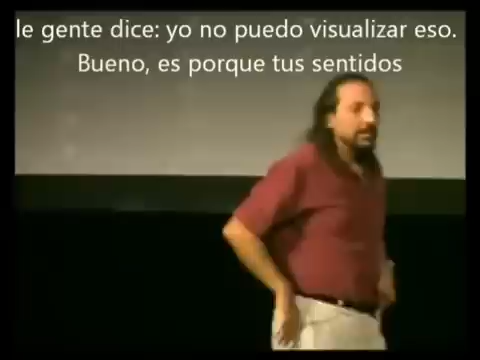 le gente dice: yo no puedo visualizar eso.
Bueno, es porque tus sentidos